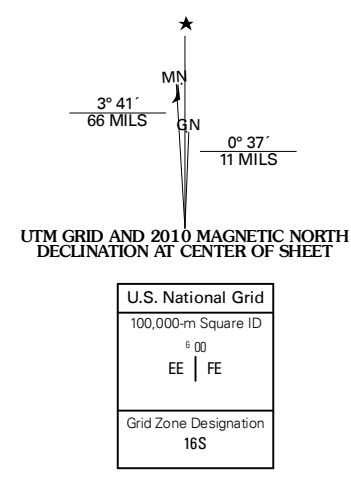 ★
MN
3° 41´
66 MILS
GN
0° 37´
11 MILS
UTM GRID AND 2010 MAGNETIC NORTH
DECLINATION AT CENTER OF SHEET
U.S. National Grid
100,000-m Square ID
6 00
EE | FE
Grid Zone Designation
16S